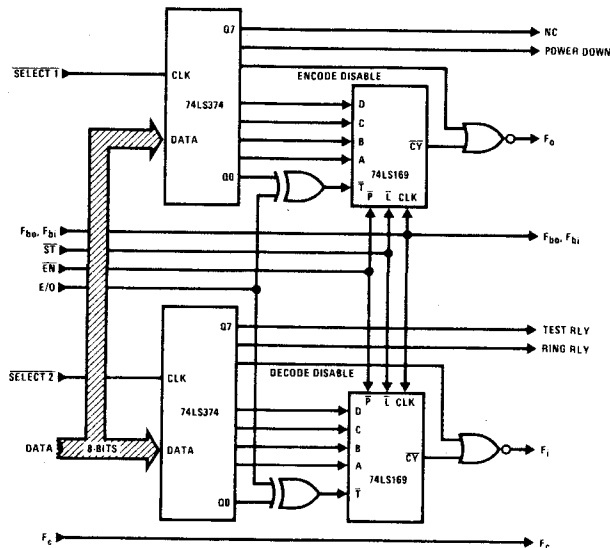 Q7
NC
POWER DOWN
SELECT 1
CLK
ENCODE DISABLE
74LS374
D
C
B
A
CY
Fo
DATA
74LS169
Q0
T
P L CLK
Fbo, Fbi
Fbo, Fbi
ST
EN
E/O
Q7
TEST RLY
RING RLY
SELECT 2
CLK
DECODE DISABLE
P L CLK
74LS374
D
C
B
A
CY
Fi
DATA
8-BITS
DATA
74LS169
Q0
T
Fc
Fc